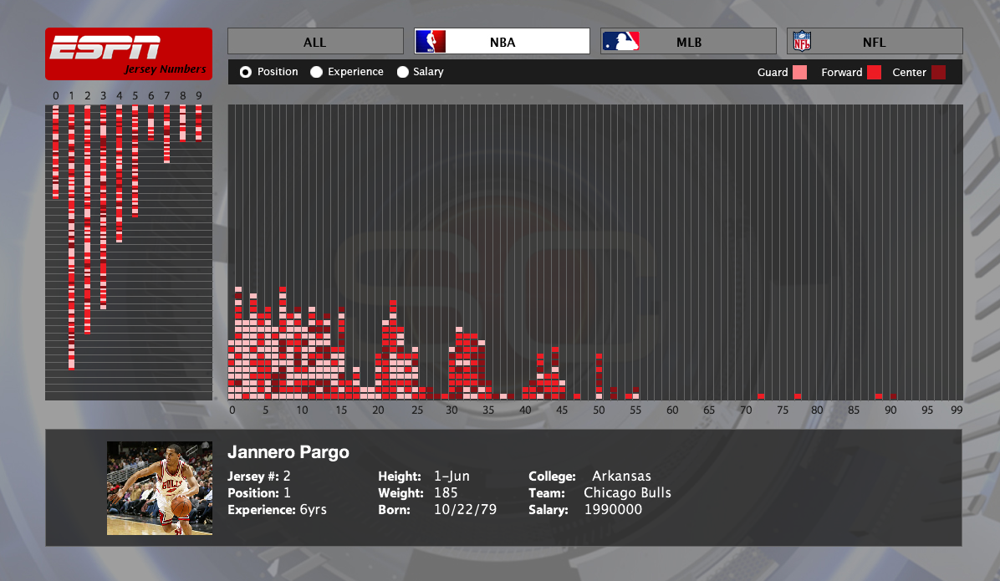 ESPN
Jersey Numbers
ALL
NBA
MLB
NFL
Position
Experience
Salary
Guard
Forward
Center
0 1 2 3 4 5 6 7 8 9
0 5 10 15 20 25 30 35 40 45 50 55 60 65 70 75 80 85 90 95 99
Jannero Pargo
Jersey #: 2
Position: 1
Experience: 6yrs
Height: 1-Jun
Weight: 185
Born: 10/22/79
College: Arkansas
Team: Chicago Bulls
Salary: 1990000
BULLS